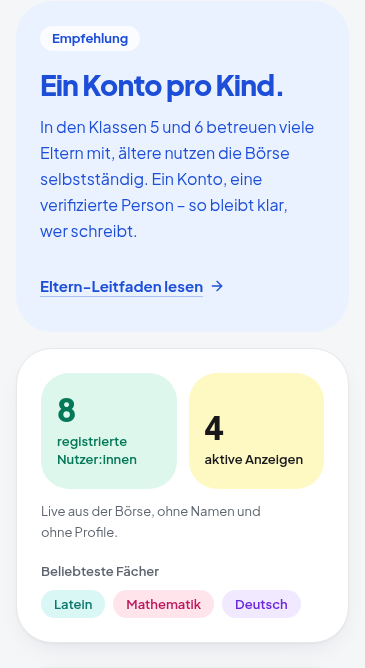 Empfehlung
Ein Konto pro Kind.
In den Klassen 5 und 6 betreuen viele
Eltern mit, ältere nutzen die Börse
selbstständig. Ein Konto, eine
verifizierte Person – so bleibt klar,
wer schreibt.
Eltern-Leitfaden lesen →
8
registrierte
Nutzer:innen
4
aktive Anzeigen
Live aus der Börse, ohne Namen und
ohne Profile.
Beliebteste Fächer
Latein Mathematik Deutsch